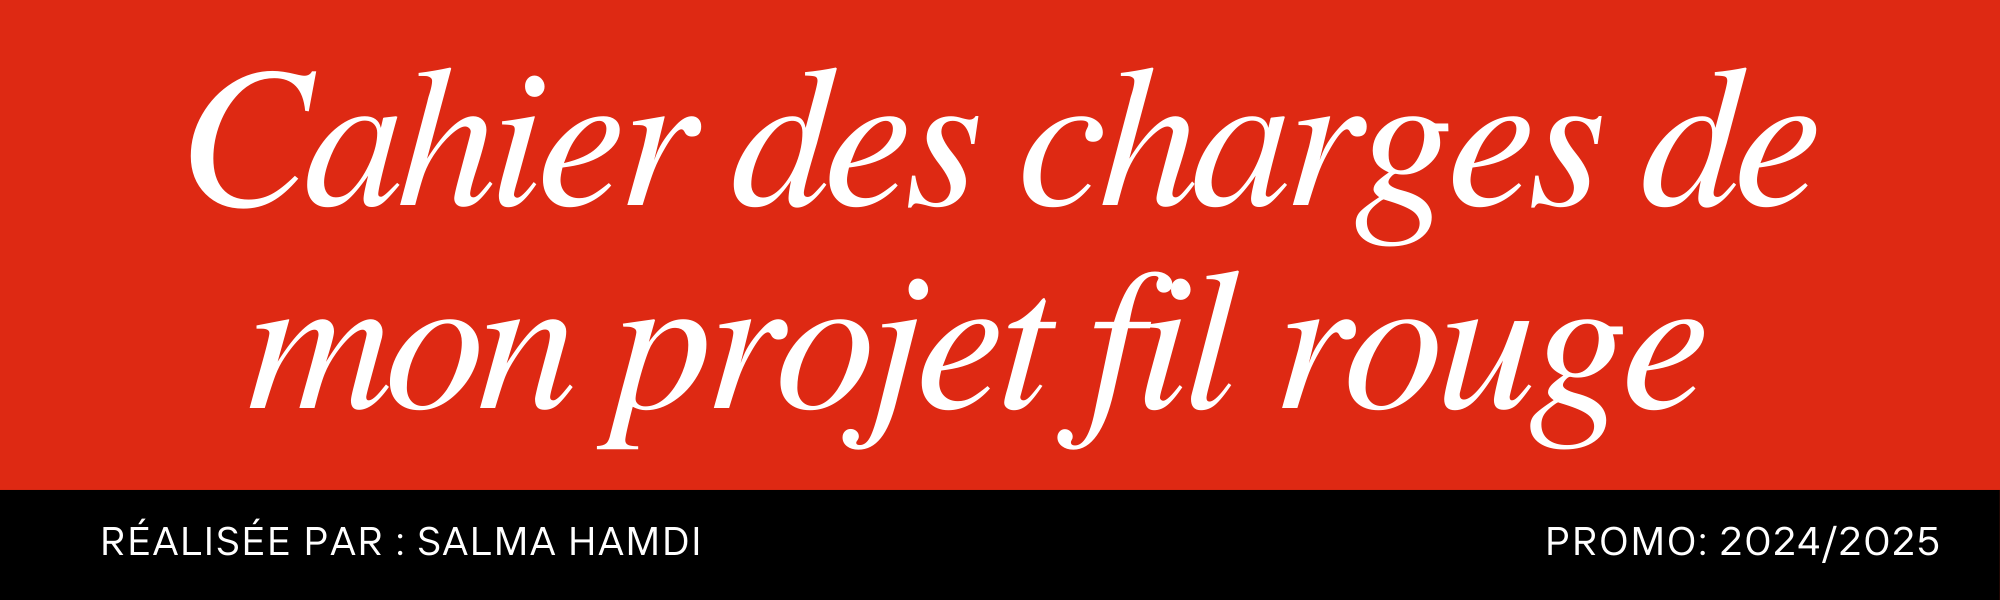 Cahier des charges de
mon projet fil rouge
RÉALISÉE PAR : SALMA HAMDI
PROMO: 2024/2025